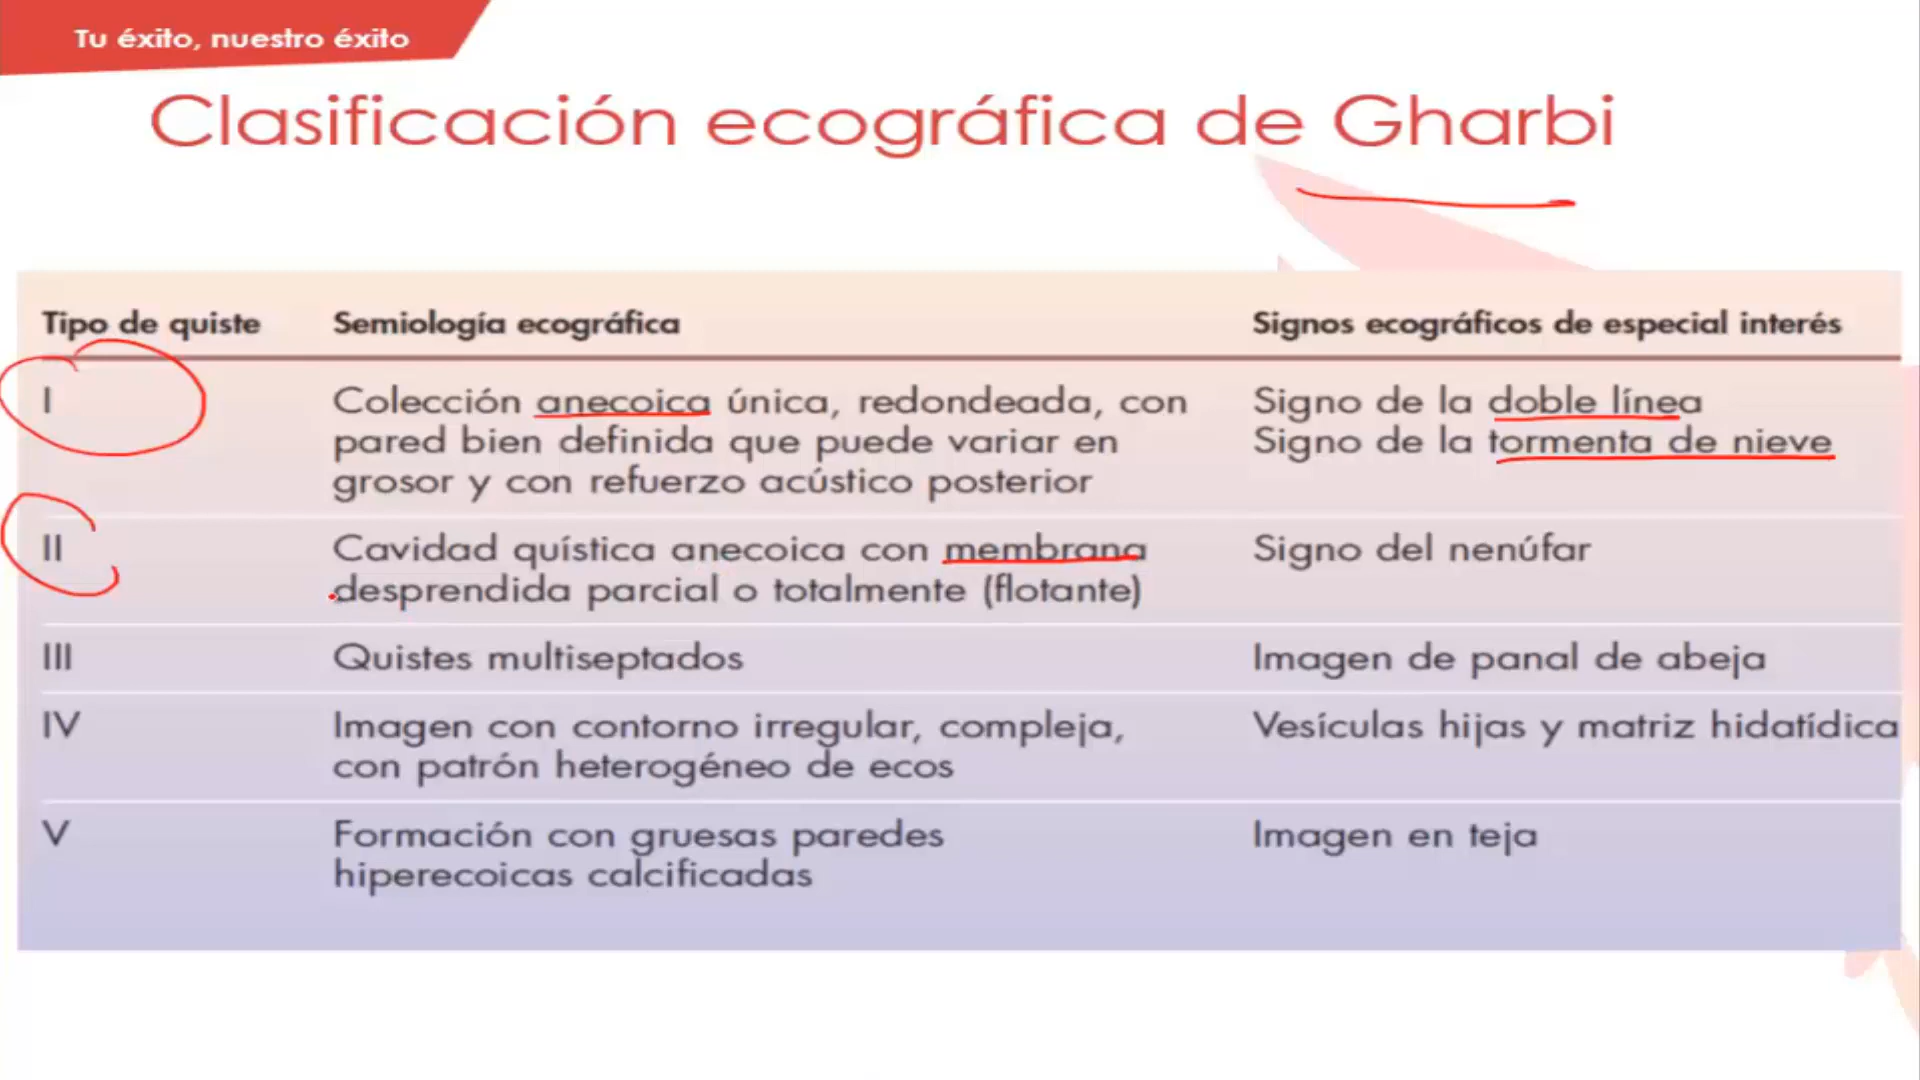 Tu éxito, nuestro éxito
Clasificación ecográfica de Gharbi
Tipo de quiste Semiología ecográfica Signos ecográficos de especial interés
I Colección anecoica única, redondeada, con Signo de la doble línea
pared bien definida que puede variar en Signo de la tormenta de nieve
grosor y con refuerzo acústico posterior
II Cavidad quística anecoica con membrana Signo del nenúfar
desprendida parcial o totalmente (flotante)
III Quistes multiseptados Imagen de panal de abeja
IV Imagen con contorno irregular, compleja, Vesículas hijas y matriz hidatídica
con patrón heterogéneo de ecos
V Formación con gruesas paredes Imagen en teja
hiperecoicas calcificadas